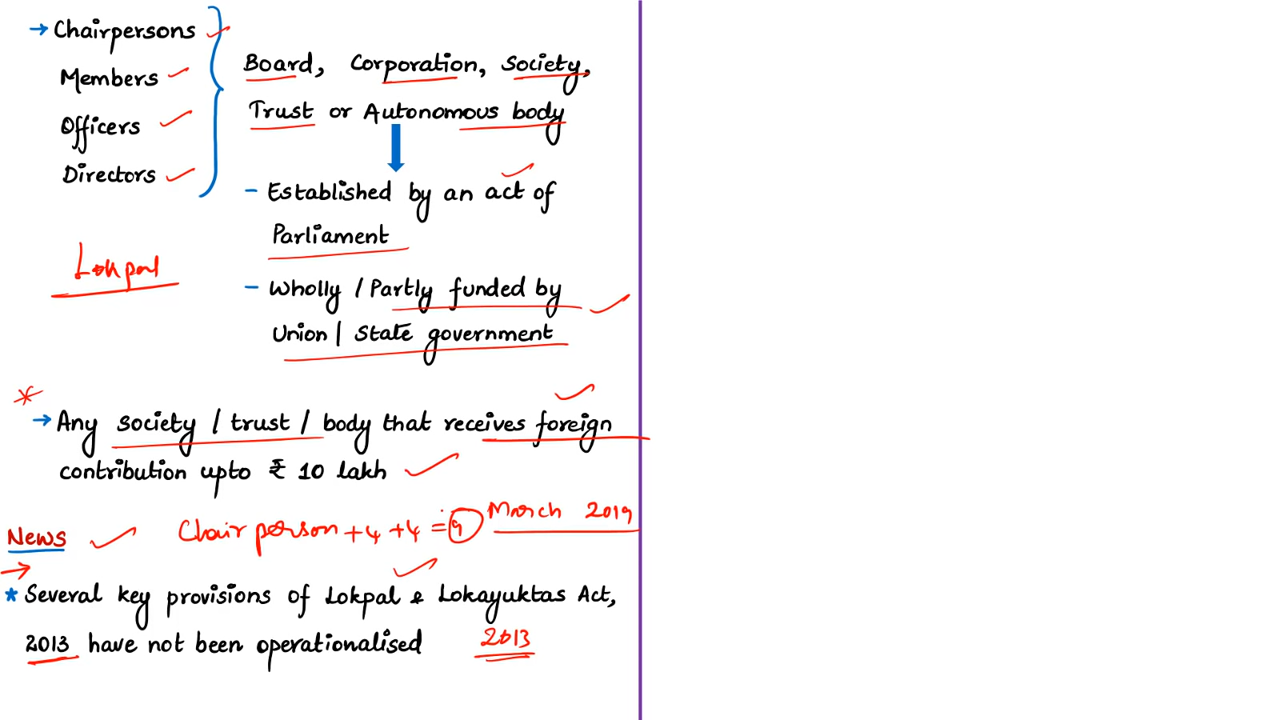 → Chairpersons
Members
Officers
Directors
Board, Corporation, Society,
Trust or Autonomous body
- Established by an act of
Parliament
Lokpal
- Wholly / Partly funded by
Union / State government
* → Any society / trust / body that receives foreign
contribution upto ₹ 10 lakh
News
Chairperson + 4 + 4 = 9 March 2019
→
* Several key provisions of Lokpal & Lokayuktas Act,
2013 have not been operationalised 2013